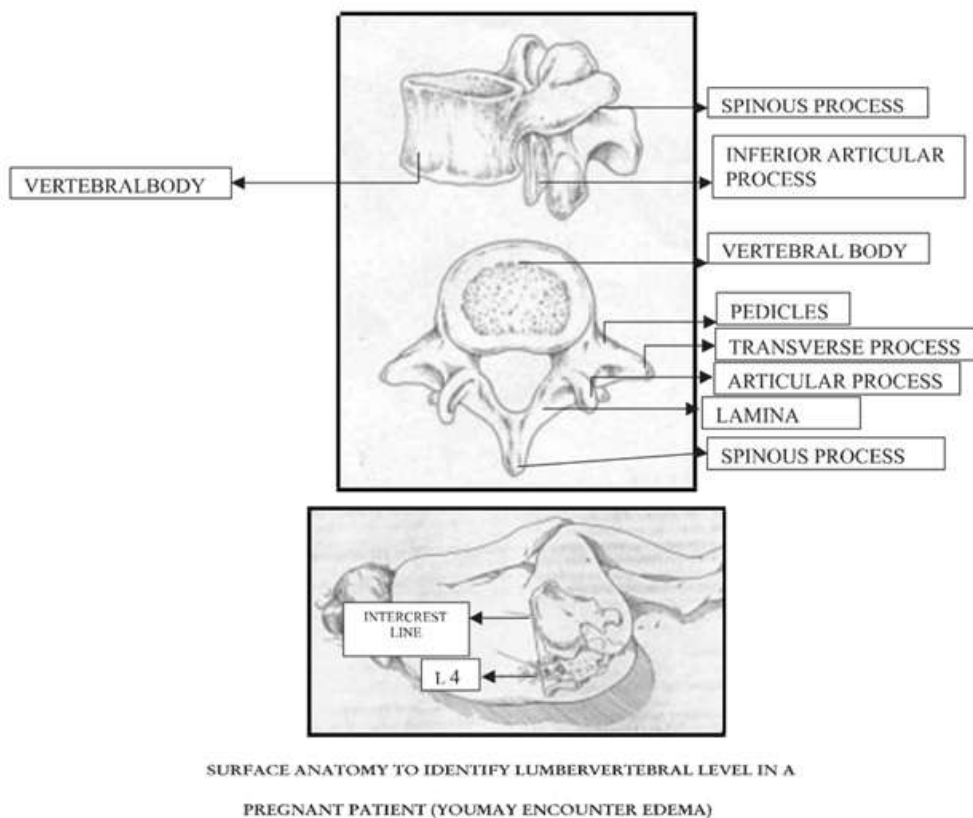 SPINOUS PROCESS
INFERIOR ARTICULAR
PROCESS
VERTEBRALBODY
VERTEBRAL BODY
PEDICLES
TRANSVERSE PROCESS
ARTICULAR PROCESS
LAMINA
SPINOUS PROCESS
INTERCREST
LINE
L 4
SURFACE ANATOMY TO IDENTIFY LUMBERVERTEBRAL LEVEL IN A
PREGNANT PATIENT (YOUMAY ENCOUNTER EDEMA)